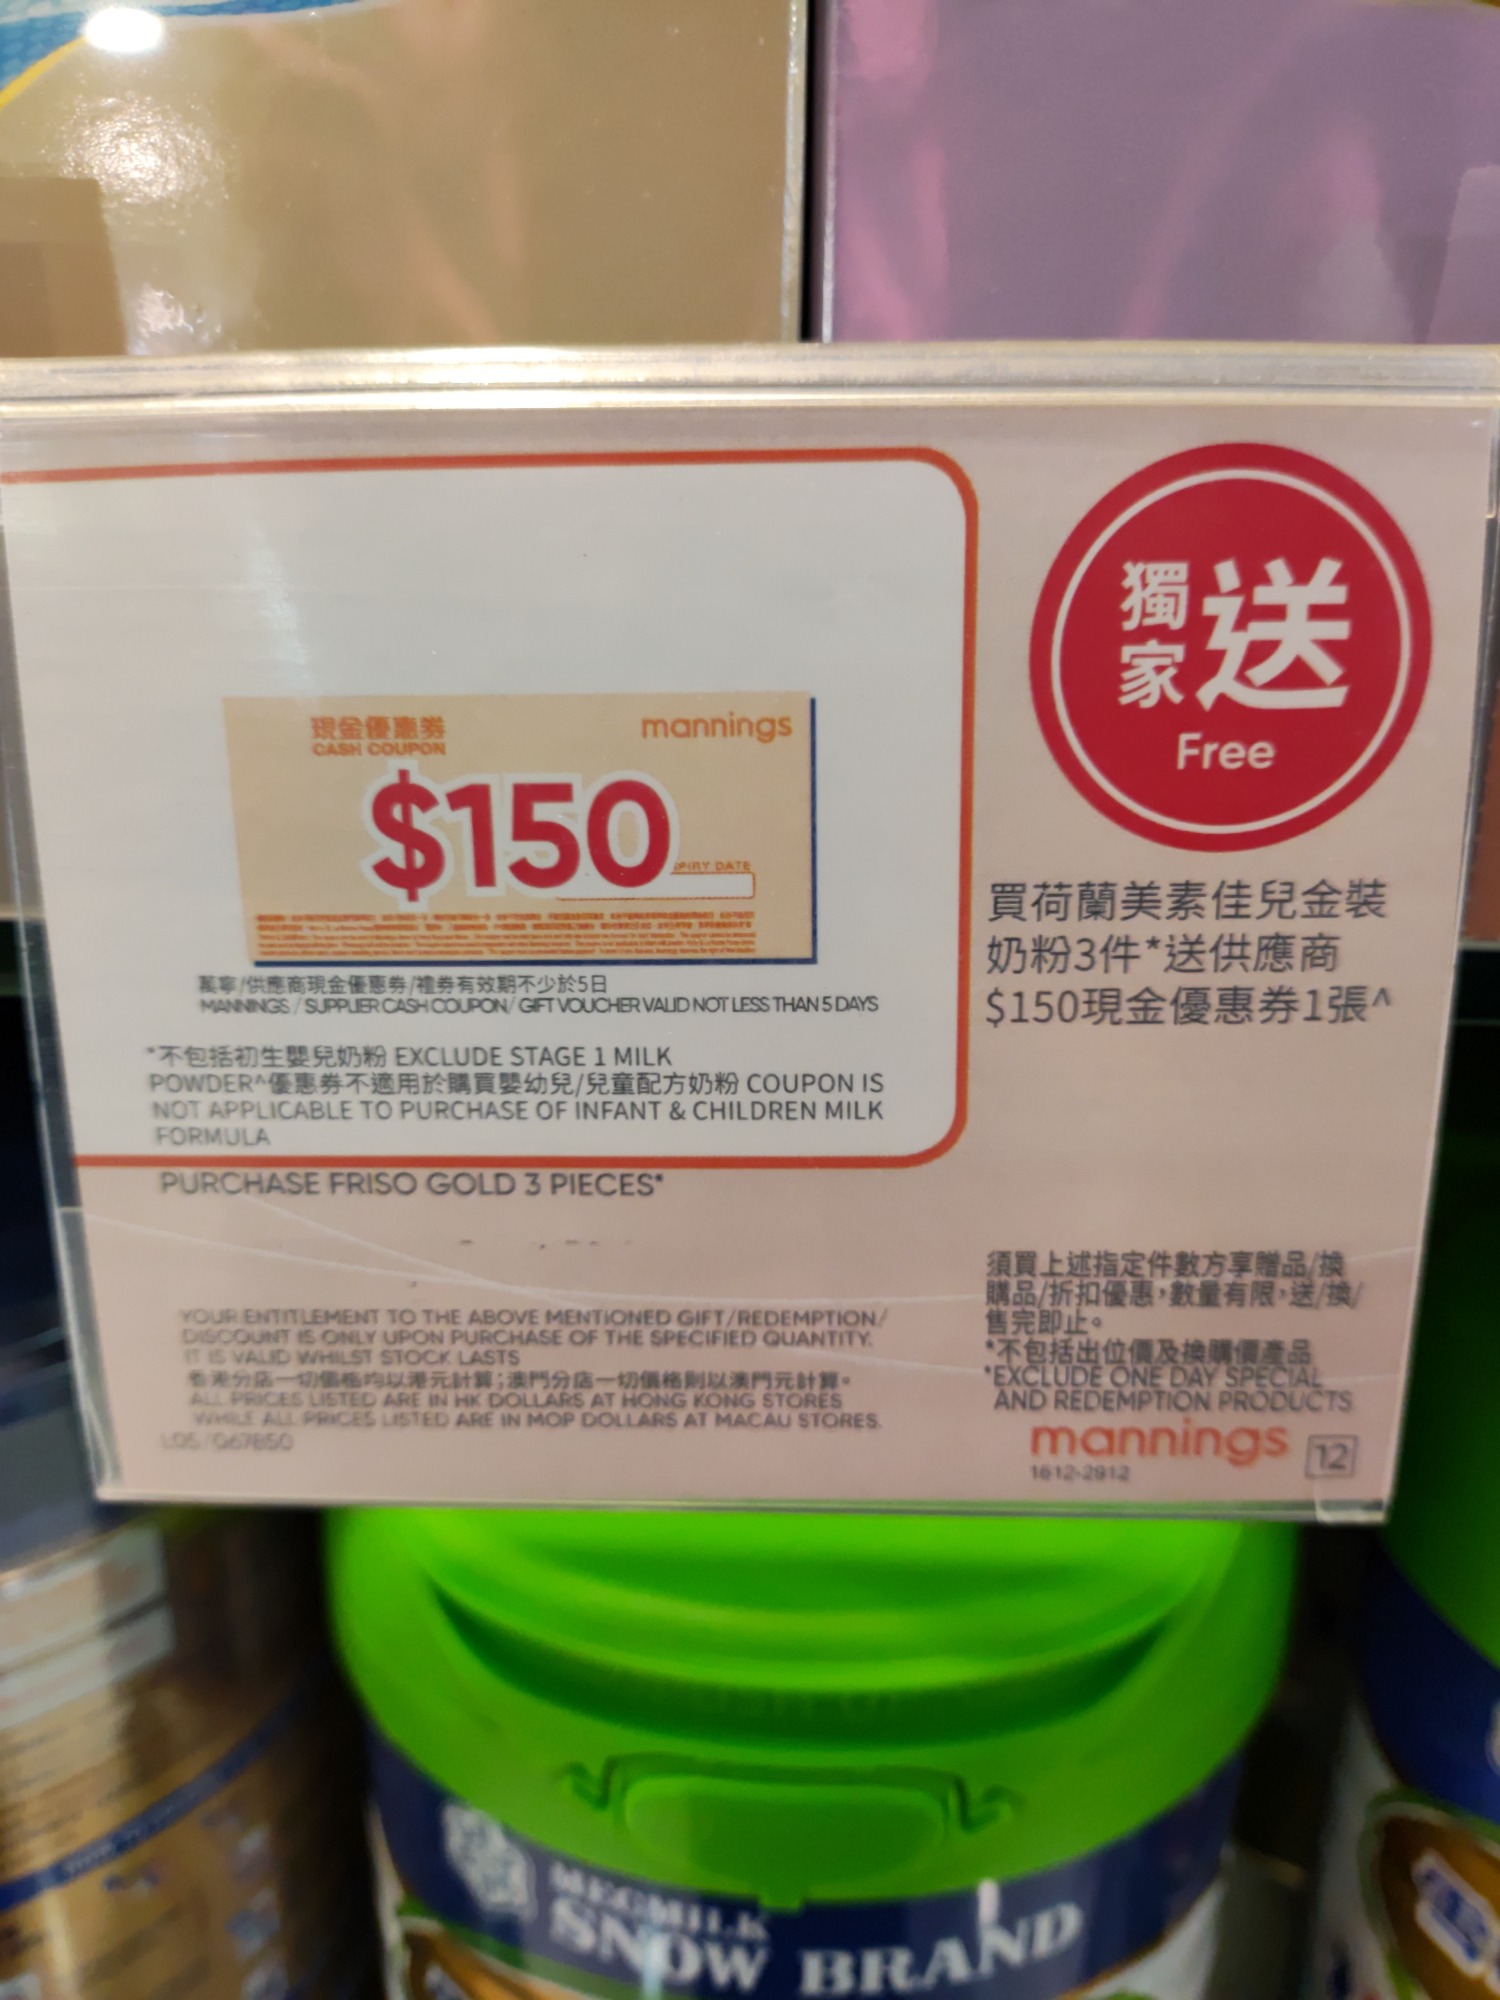 獨家送
Free
現金優惠券
CASH COUPON
mannings
$150
PIRY DATE
萬寧/供應商現金優惠券/禮券有效期不少於5日
MANNINGS / SUPPLIER CASH COUPON/ GIFT VOUCHER VALID NOT LESS THAN 5 DAYS
*不包括初生嬰兒奶粉 EXCLUDE STAGE 1 MILK
POWDER^優惠券不適用於購買嬰幼兒/兒童配方奶粉 COUPON IS
NOT APPLICABLE TO PURCHASE OF INFANT & CHILDREN MILK
FORMULA
PURCHASE FRISO GOLD 3 PIECES*
買荷蘭美素佳兒金裝
奶粉3件*送供應商
$150現金優惠券1張^
YOUR ENTITLEMENT TO THE ABOVE MENTIONED GIFT/REDEMPTION/
DISCOUNT IS ONLY UPON PURCHASE OF THE SPECIFIED QUANTITY.
IT IS VALID WHILST STOCK LASTS
香港分店一切價格均以港元計算;澳門分店一切價格則以澳門元計算。
ALL PRICES LISTED ARE IN HK DOLLARS AT HONG KONG STORES
WHILE ALL PRICES LISTED ARE IN MOP DOLLARS AT MACAU STORES.
LOS/067850
須買上述指定件數方享贈品/換
購品/折扣優惠,數量有限,送/換/
售完即止。
*不包括出位價及換購價產品
*EXCLUDE ONE DAY SPECIAL
AND REDEMPTION PRODUCTS
mannings
12
1612-2912
MEGMILK
SNOW BRAND